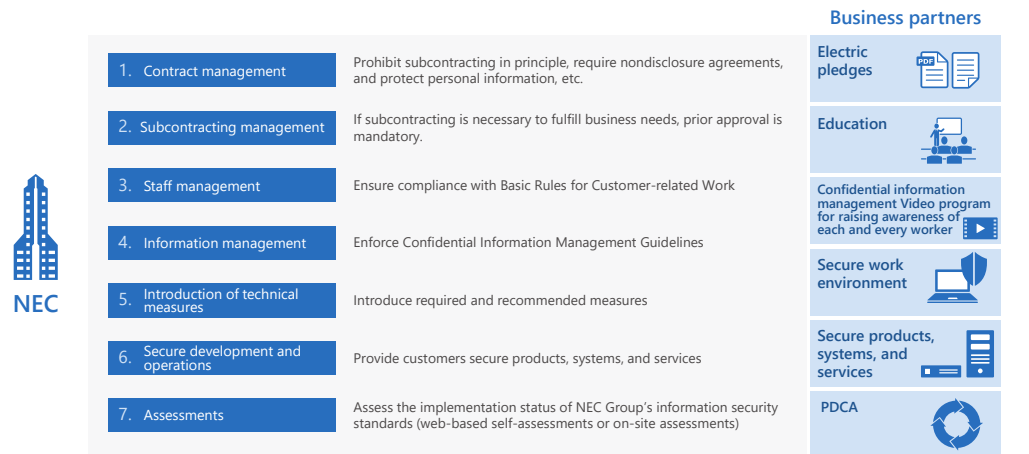 Business partners
1. Contract management
Prohibit subcontracting in principle, require nondisclosure agreements,
and protect personal information, etc.
Electric
pledges
PDF
2. Subcontracting management
If subcontracting is necessary to fulfill business needs, prior approval is
mandatory.
Education
3. Staff management
Ensure compliance with Basic Rules for Customer-related Work
Confidential information
management Video program
for raising awareness of
each and every worker
4. Information management
Enforce Confidential Information Management Guidelines
Secure work
environment
NEC
5. Introduction of technical
measures
Introduce required and recommended measures
6. Secure development and
operations
Provide customers secure products, systems, and services
Secure products,
systems, and
services
7. Assessments
Assess the implementation status of NEC Group’s information security
standards (web-based self-assessments or on-site assessments)
PDCA